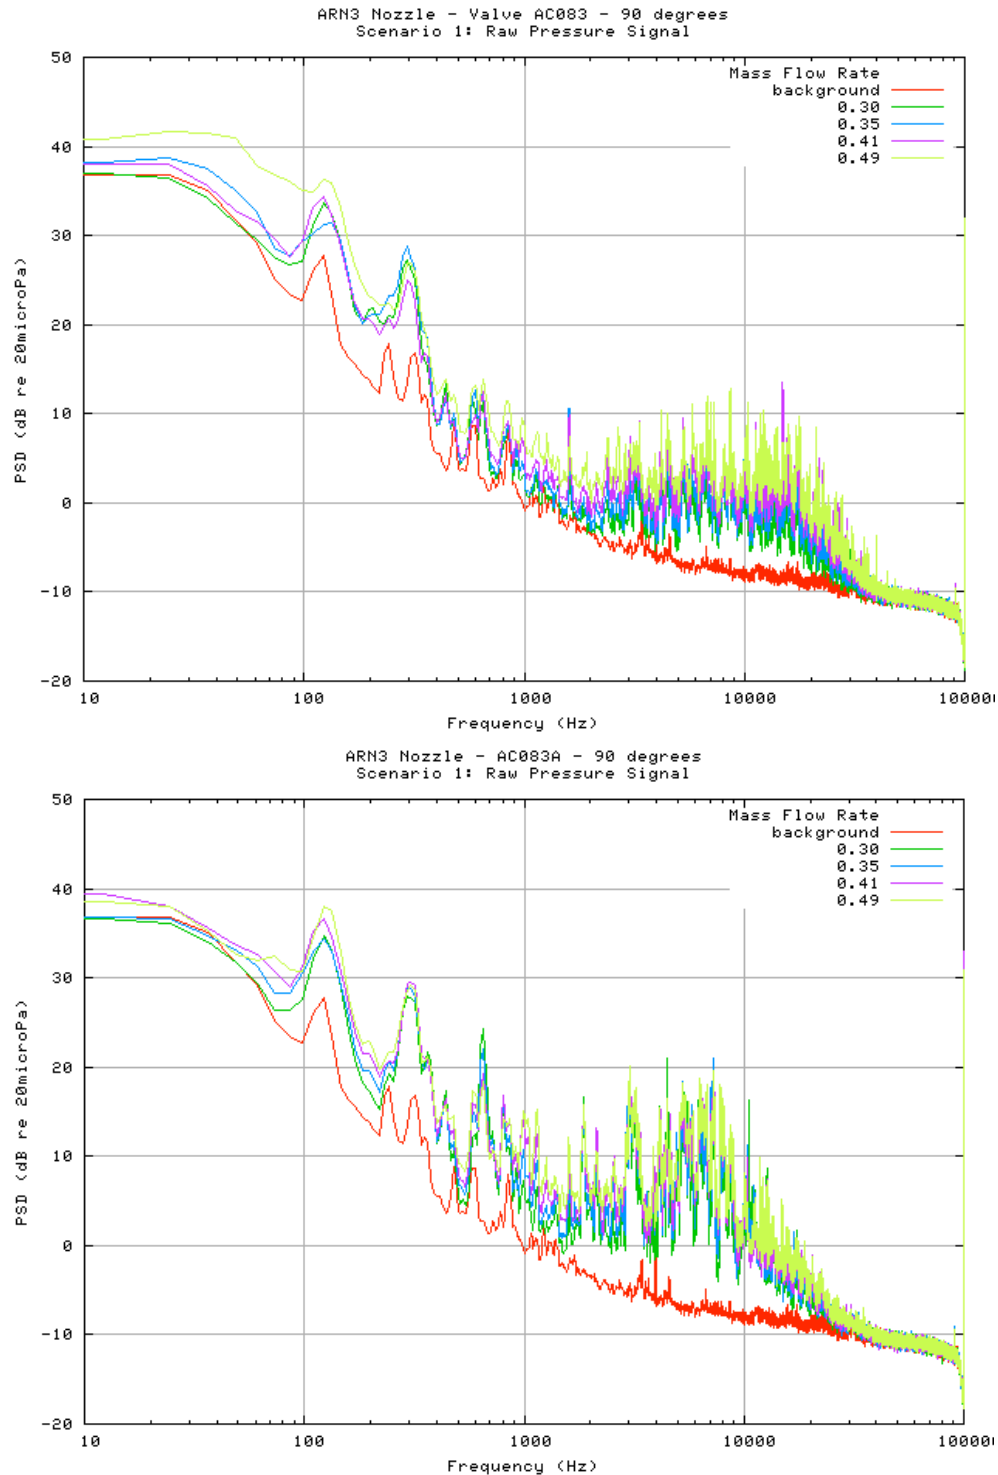 ARN3 Nozzle - Valve AC083 - 90 degrees
Scenario 1: Raw Pressure Signal
50
40
30
20
10
0
-10
-20
PSD (dB re 20microPa)
Mass Flow Rate
background
0.30
0.35
0.41
0.49
10 100 1000 10000 100000
Frequency (Hz)
ARN3 Nozzle - AC083A - 90 degrees
Scenario 1: Raw Pressure Signal
50
40
30
20
10
0
-10
-20
PSD (dB re 20microPa)
Mass Flow Rate
background
0.30
0.35
0.41
0.49
10 100 1000 10000 100000
Frequency (Hz)